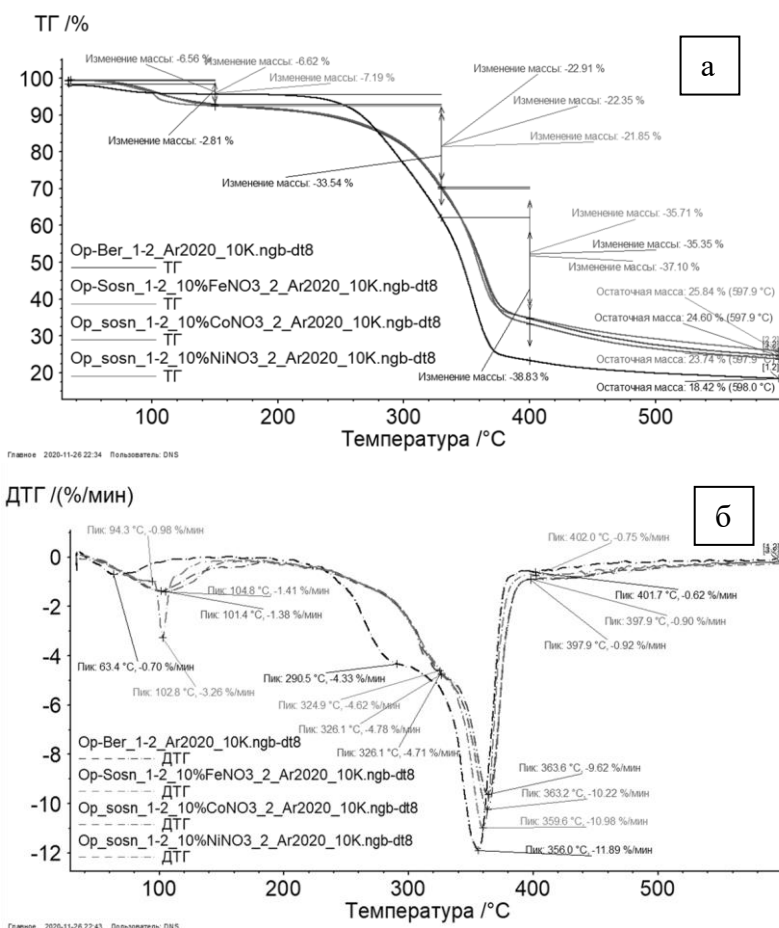 ТГ /%
а
Изменение массы: -6.56 %
Изменение массы: -6.62 %
Изменение массы: -7.19 %
Изменение массы: -22.91 %
Изменение массы: -22.35 %
Изменение массы: -21.85 %
Изменение массы: -2.81 %
Изменение массы: -33.54 %
Изменение массы: -35.71 %
Изменение массы: -35.35 %
Изменение массы: -37.10 %
Op-Ber_1-2_Ar2020_10K.ngb-dt8
ТГ
Op-Sosn_1-2_10%FeNO3_2_Ar2020_10K.ngb-dt8
ТГ
Op_sosn_1-2_10%CoNO3_2_Ar2020_10K.ngb-dt8
ТГ
Op_sosn_1-2_10%NiNO3_2_Ar2020_10K.ngb-dt8
ТГ
Остаточная масса: 25.84 % (597.9 °C)
Остаточная масса: 24.60 % (597.9 °C)
Остаточная масса: 23.74 % (597.9 °C)
[1.2]
Изменение массы: -38.83 %
Остаточная масса: 18.42 % (598.0 °C)
100
90
80
70
60
50
40
30
20
100 200 300 400 500
Температура /°C
Главное 2020-11-26 22:34 Пользователь: DNS
ДТГ /(%/мин)
б
Пик: 94.3 °C, -0.98 %/мин
Пик: 402.0 °C, -0.75 %/мин
Пик: 104.8 °C, -1.41 %/мин
Пик: 101.4 °C, -1.38 %/мин
Пик: 401.7 °C, -0.62 %/мин
Пик: 397.9 °C, -0.90 %/мин
Пик: 397.9 °C, -0.92 %/мин
Пик: 63.4 °C, -0.70 %/мин
Пик: 290.5 °C, -4.33 %/мин
Пик: 102.8 °C, -3.26 %/мин
Пик: 324.9 °C, -4.62 %/мин
Пик: 326.1 °C, -4.78 %/мин
Пик: 326.1 °C, -4.71 %/мин
Op-Ber_1-2_Ar2020_10K.ngb-dt8
ДТГ
Op-Sosn_1-2_10%FeNO3_2_Ar2020_10K.ngb-dt8
ДТГ
Op_sosn_1-2_10%CoNO3_2_Ar2020_10K.ngb-dt8
ДТГ
Op_sosn_1-2_10%NiNO3_2_Ar2020_10K.ngb-dt8
ДТГ
Пик: 363.6 °C, -9.62 %/мин
Пик: 363.2 °C, -10.22 %/мин
Пик: 359.6 °C, -10.98 %/мин
Пик: 356.0 °C, -11.89 %/мин
0
-2
-4
-6
-8
-10
-12
100 200 300 400 500
Температура /°C
Главное 2020-11-26 22:43 Пользователь: DNS